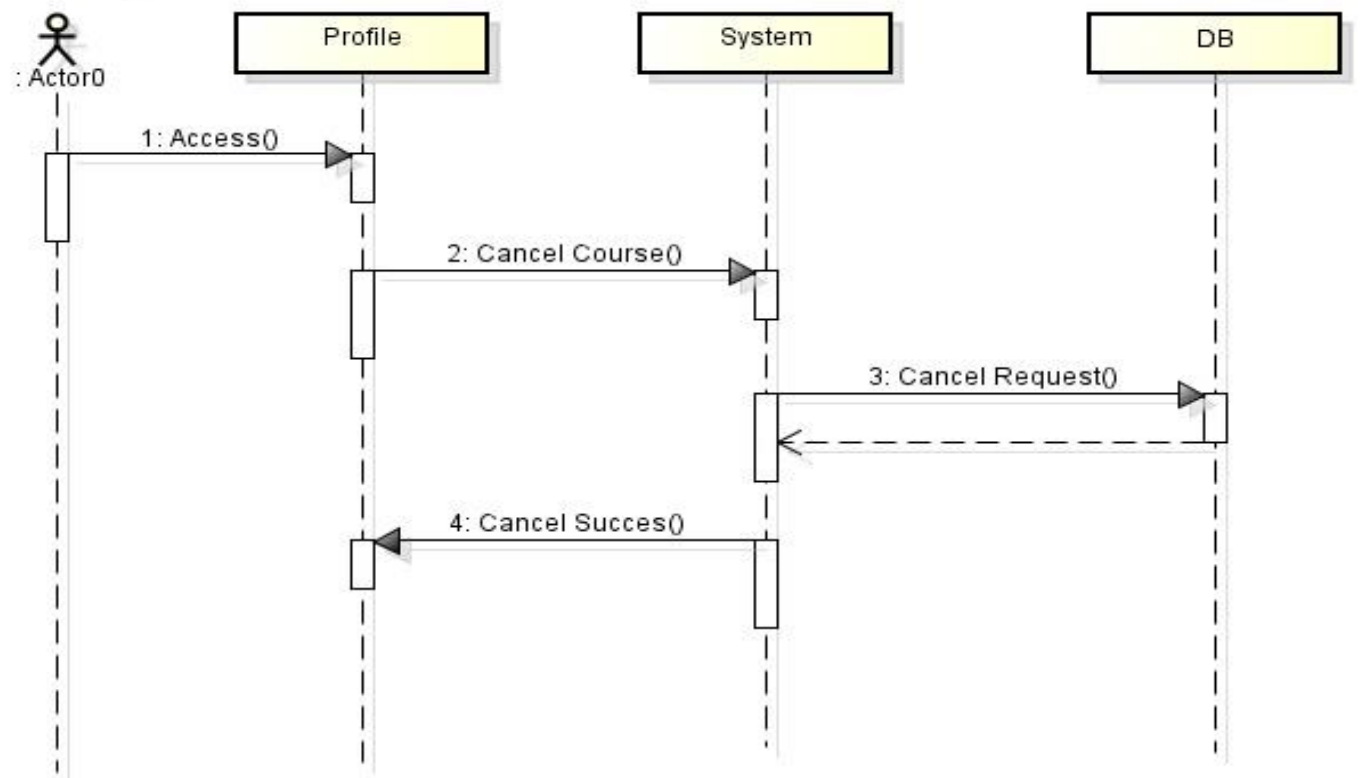 : Actor0
Profile
System
DB
1: Access()
2: Cancel Course()
3: Cancel Request()
4: Cancel Succes()